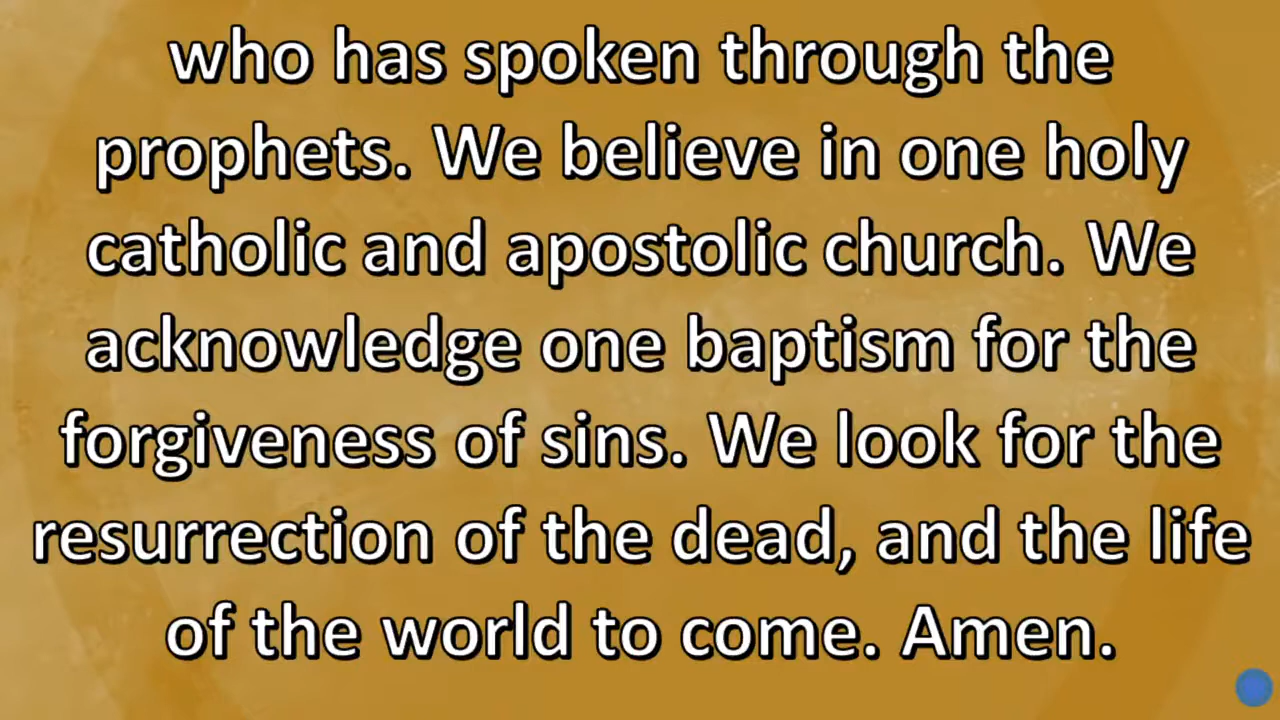 who has spoken through the
prophets. We believe in one holy
catholic and apostolic church. We
acknowledge one baptism for the
forgiveness of sins. We look for the
resurrection of the dead, and the life
of the world to come. Amen.